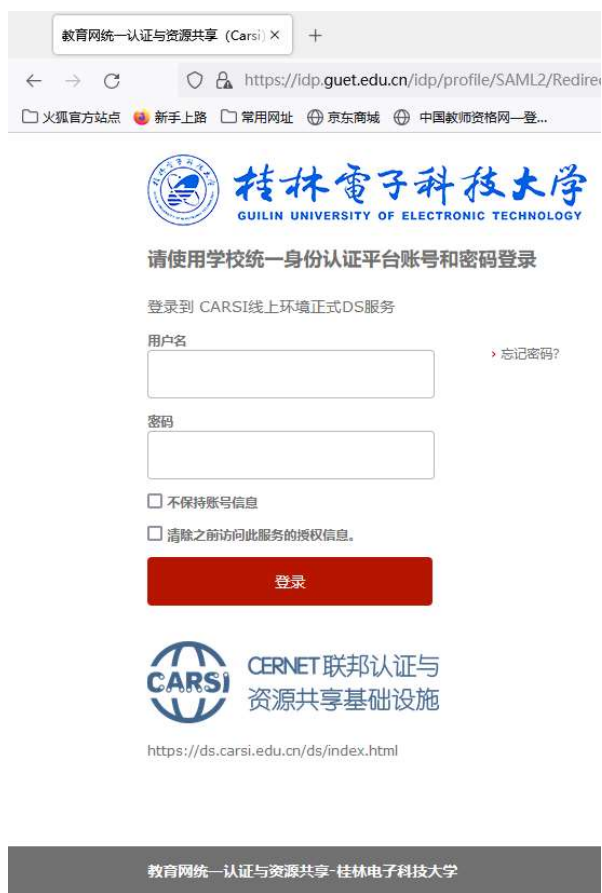 教育网统一认证与资源共享 (Carsi)
https://idp.guet.edu.cn/idp/profile/SAML2/Redirec
火狐官方站点 新手上路 常用网址 京东商城 中国教师资格网—登...
桂林電子科技大学
GUILIN UNIVERSITY OF ELECTRONIC TECHNOLOGY
请使用学校统一身份认证平台账号和密码登录
登录到 CARSI线上环境正式DS服务
用户名
忘记密码?
密码
不保持账号信息
清除之前访问此服务的授权信息。
登录
CARSI
CERNET联邦认证与
资源共享基础设施
https://ds.carsi.edu.cn/ds/index.html
教育网统一认证与资源共享-桂林电子科技大学